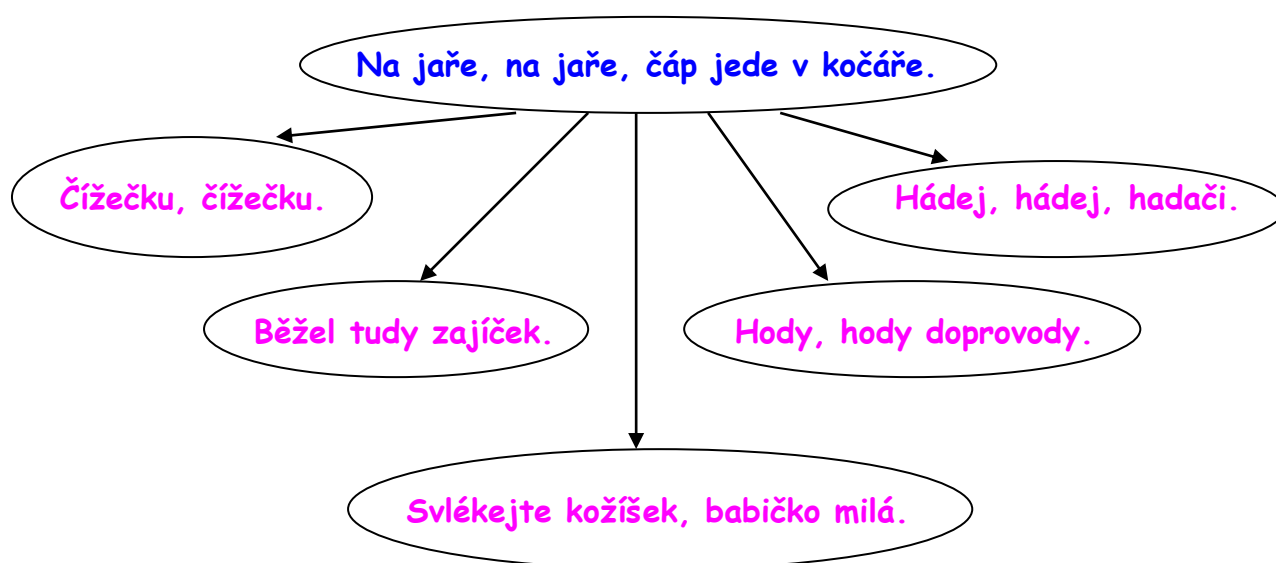 Na jaře, na jaře, čáp jede v kočáře.
Čížečku, čížečku.
Hádej, hádej, hadači.
Běžel tudy zajíček.
Hody, hody doprovody.
Svlékejte kožíšek, babičko milá.